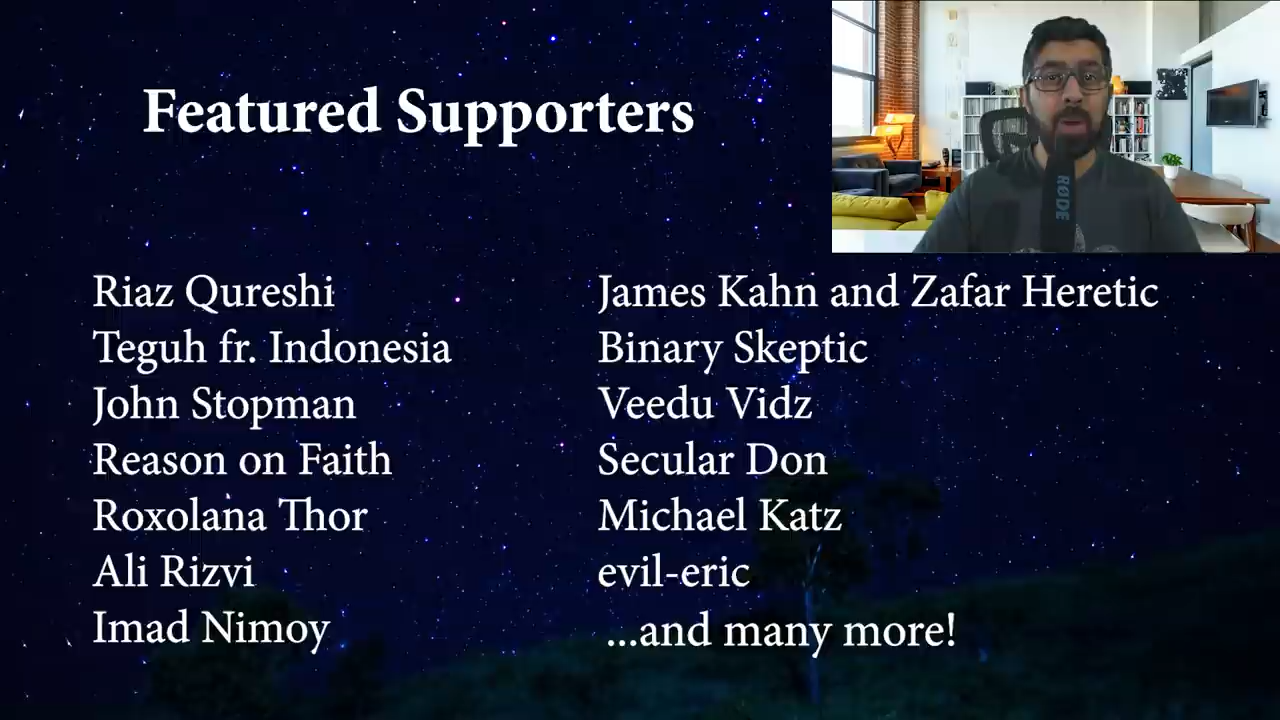 Featured Supporters
RØDE
Riaz Qureshi
Teguh fr. Indonesia
John Stopman
Reason on Faith
Roxolana Thor
Ali Rizvi
Imad Nimoy
James Kahn and Zafar Heretic
Binary Skeptic
Veedu Vidz
Secular Don
Michael Katz
evil-eric
...and many more!